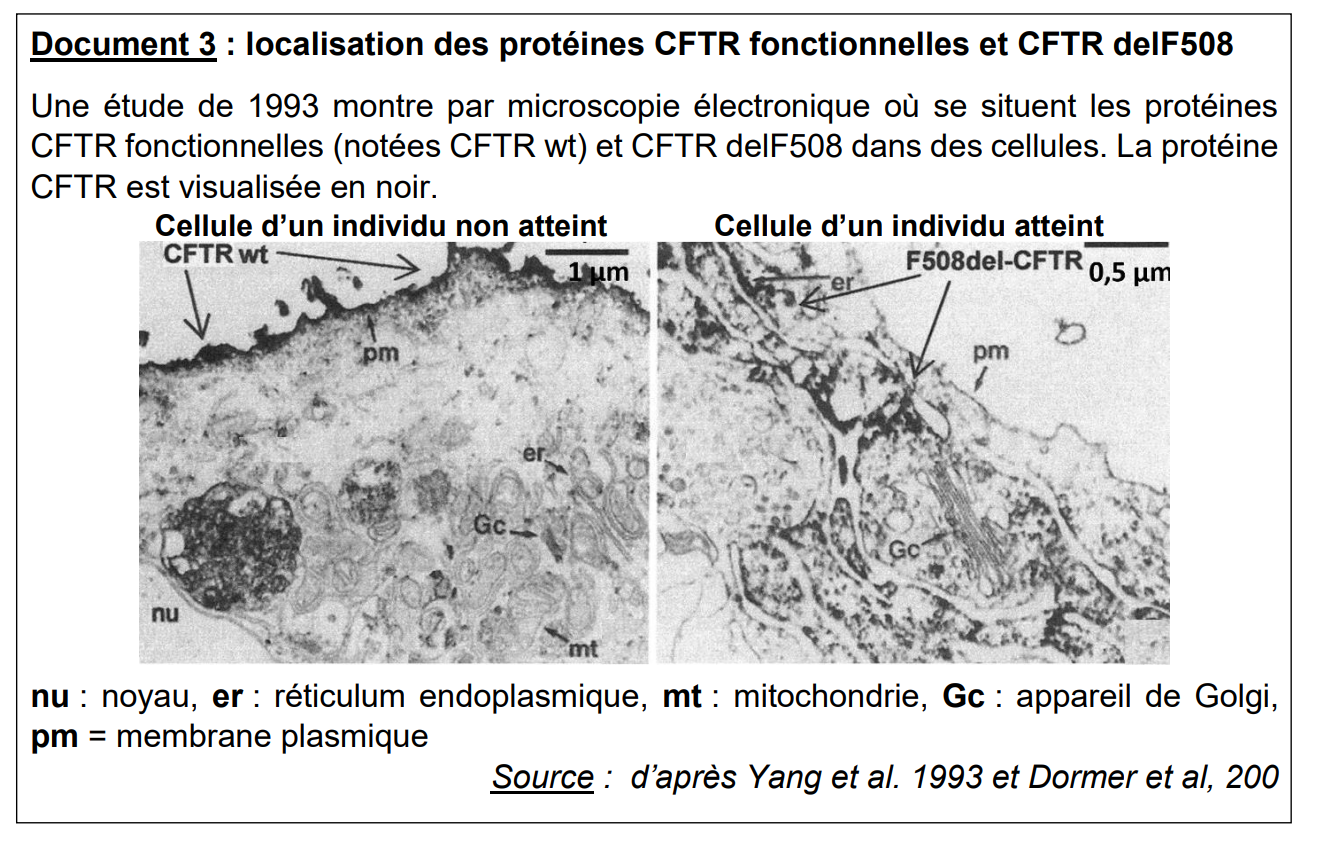 Document 3 : localisation des protéines CFTR fonctionnelles et CFTR delF508
Une étude de 1993 montre par microscopie électronique où se situent les protéines
CFTR fonctionnelles (notées CFTR wt) et CFTR delF508 dans des cellules. La protéine
CFTR est visualisée en noir.
Cellule d’un individu non atteint
CFTR wt
1 µm
pm
er
Gc
nu
mt
Cellule d’un individu atteint
F508del-CFTR
0,5 µm
er
pm
Gc
nu : noyau, er : réticulum endoplasmique, mt : mitochondrie, Gc : appareil de Golgi,
pm = membrane plasmique
Source : d’après Yang et al. 1993 et Dormer et al, 200